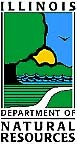 ILLINOIS
DEPARTMENT OF
NATURAL
RESOURCES